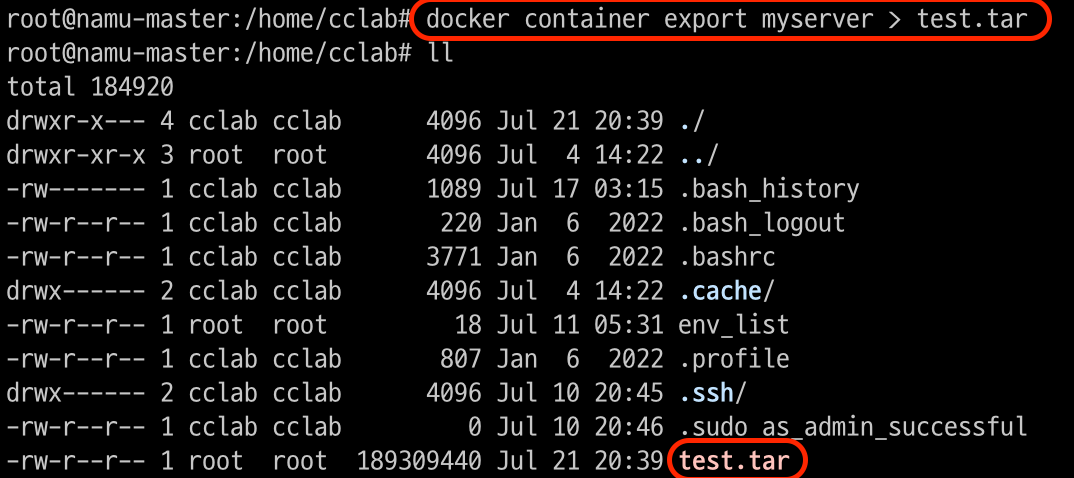 root@namu-master:/home/cclab# docker container export myserver > test.tar
root@namu-master:/home/cclab# ll
total 184920
drwxr-x--- 4 cclab cclab      4096 Jul 21 20:39 ./
drwxr-xr-x 3 root  root       4096 Jul  4 14:22 ../
-rw------- 1 cclab cclab      1089 Jul 17 03:15 .bash_history
-rw-r--r-- 1 cclab cclab       220 Jan  6  2022 .bash_logout
-rw-r--r-- 1 cclab cclab      3771 Jan  6  2022 .bashrc
drwx------ 2 cclab cclab      4096 Jul  4 14:22 .cache/
-rw-r--r-- 1 root  root         18 Jul 11 05:31 env_list
-rw-r--r-- 1 cclab cclab       807 Jan  6  2022 .profile
drwx------ 2 cclab cclab      4096 Jul 10 20:45 .ssh/
-rw-r--r-- 1 cclab cclab         0 Jul 10 20:46 .sudo_as_admin_successful
-rw-r--r-- 1 root  root  189309440 Jul 21 20:39 test.tar